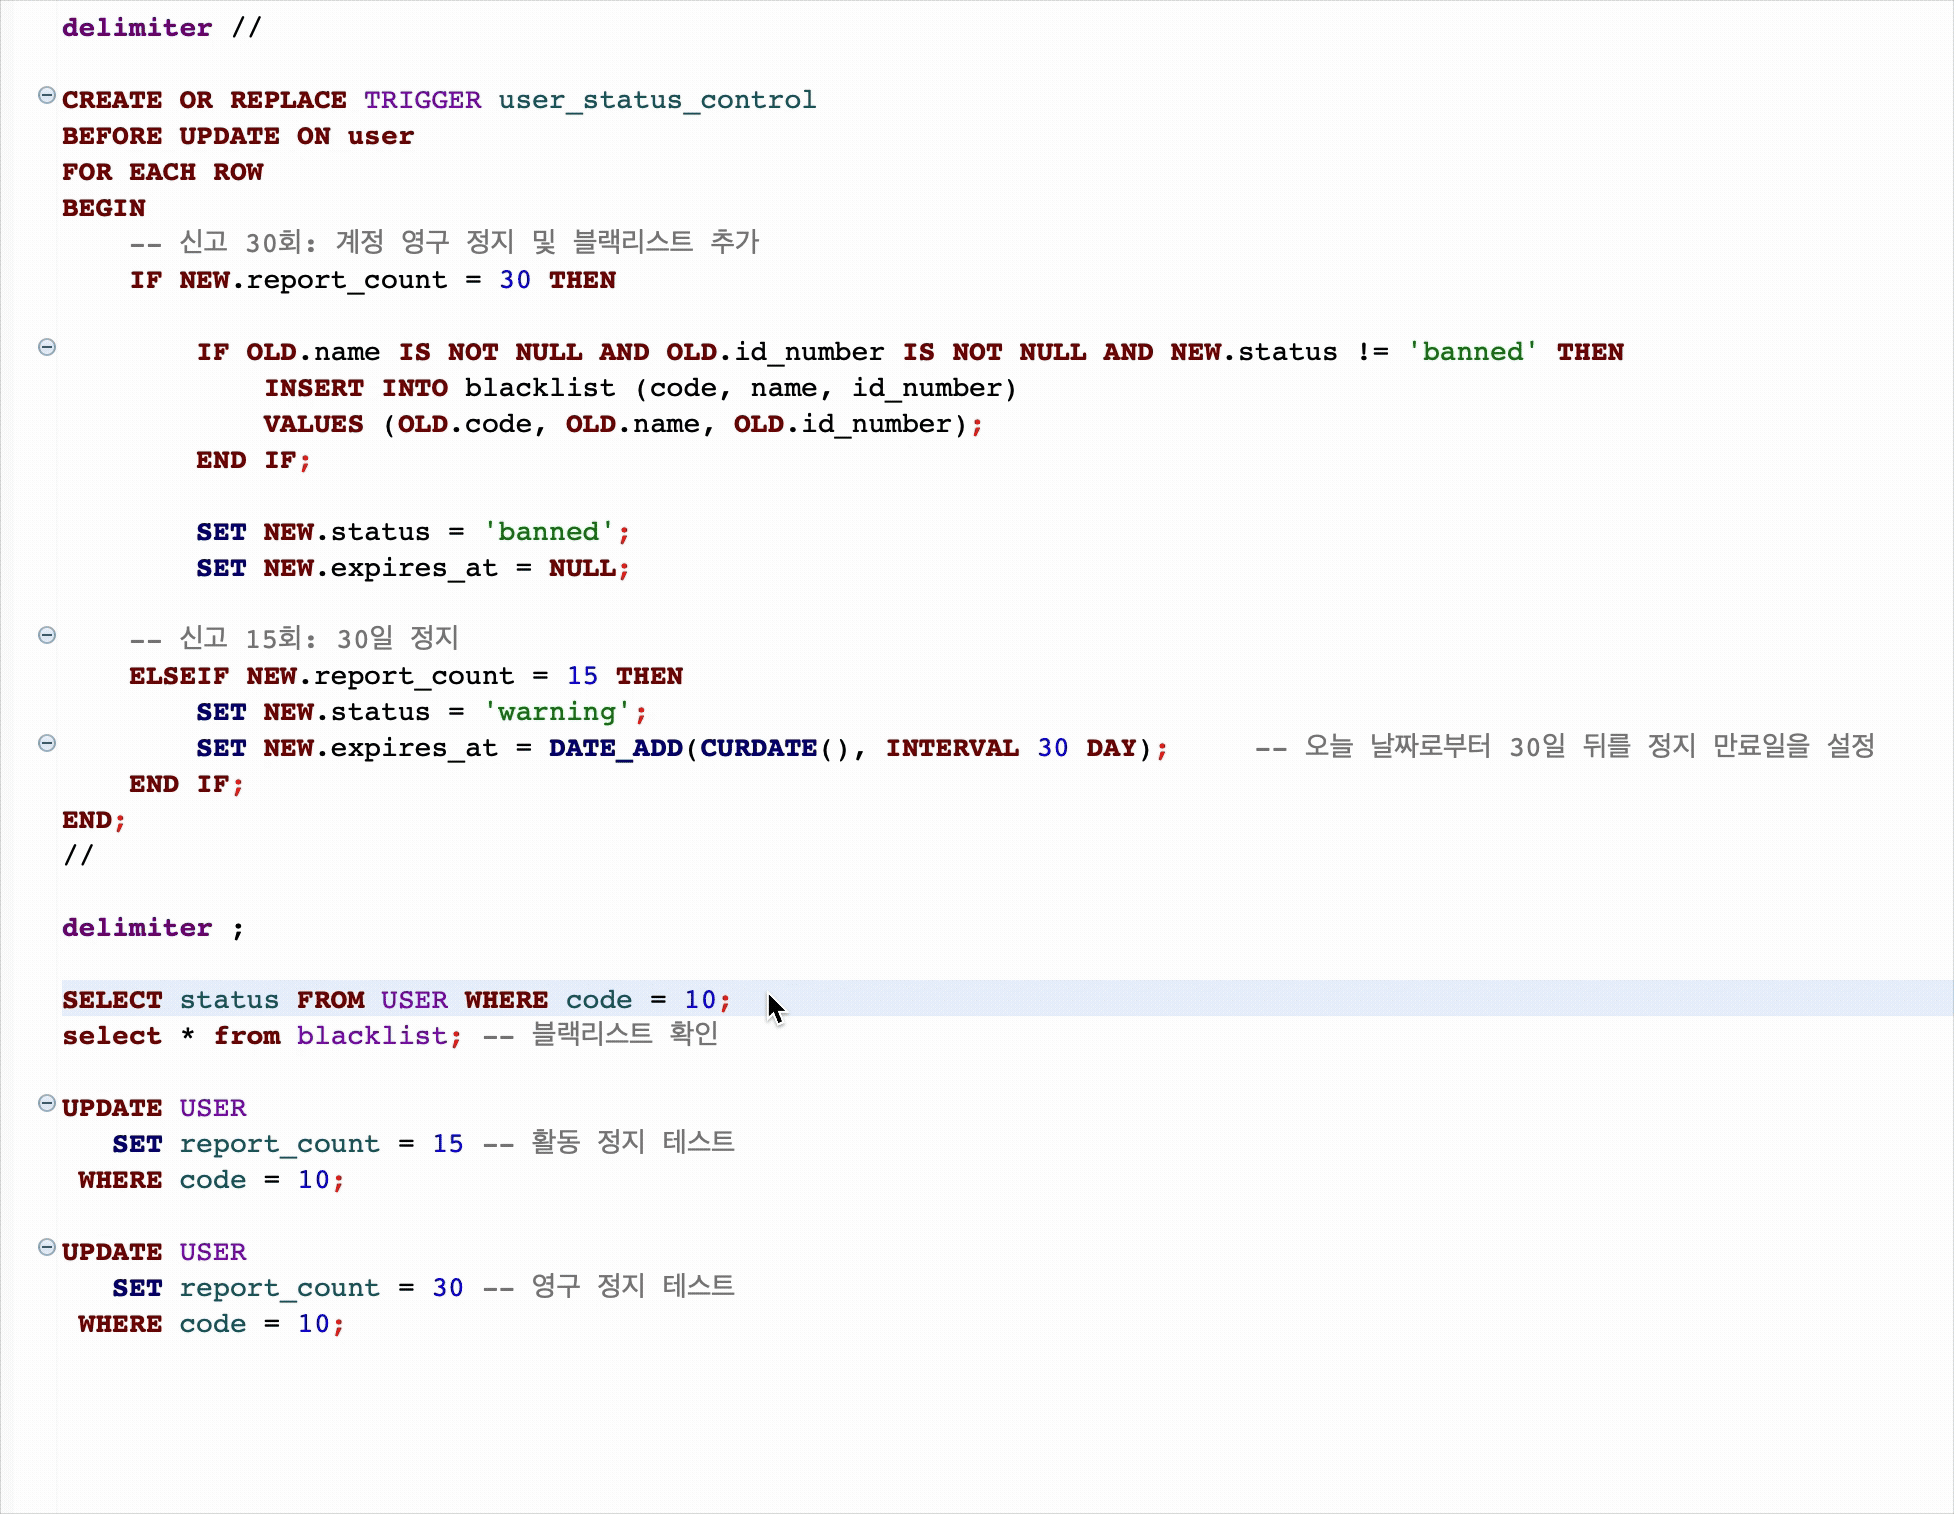 delimiter //
CREATE OR REPLACE TRIGGER user_status_control
BEFORE UPDATE ON user
FOR EACH ROW
BEGIN
-- 신고 30회: 계정 영구 정지 및 블랙리스트 추가
IF NEW.report_count = 30 THEN
IF OLD.name IS NOT NULL AND OLD.id_number IS NOT NULL AND NEW.status != 'banned' THEN
INSERT INTO blacklist (code, name, id_number)
VALUES (OLD.code, OLD.name, OLD.id_number);
END IF;
SET NEW.status = 'banned';
SET NEW.expires_at = NULL;
-- 신고 15회: 30일 정지
ELSEIF NEW.report_count = 15 THEN
SET NEW.status = 'warning';
SET NEW.expires_at = DATE_ADD(CURDATE(), INTERVAL 30 DAY); -- 오늘 날짜로부터 30일 뒤를 정지 만료일을 설정
END IF;
END;
//
delimiter ;
SELECT status FROM USER WHERE code = 10;
select * from blacklist; -- 블랙리스트 확인
UPDATE USER
SET report_count = 15 -- 활동 정지 테스트
WHERE code = 10;
UPDATE USER
SET report_count = 30 -- 영구 정지 테스트
WHERE code = 10;